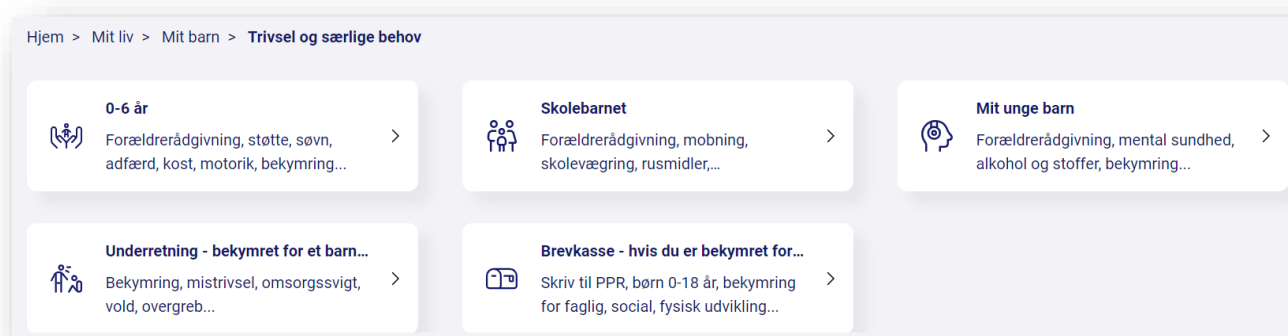 Hjem > Mit liv > Mit barn > Trivsel og særlige behov
0-6 år
Forældrerådgivning, støtte, søvn,
adfærd, kost, motorik, bekymring...
Skolebarnet
Forældrerådgivning, mobning,
skolevægring, rusmidler,...
Mit unge barn
Forældrerådgivning, mental sundhed,
alkohol og stoffer, bekymring...
Underretning - bekymret for et barn...
Bekymring, mistrivsel, omsorgssvigt,
vold, overgreb...
Brevkasse - hvis du er bekymret for...
Skriv til PPR, børn 0-18 år, bekymring
for faglig, social, fysisk udvikling...